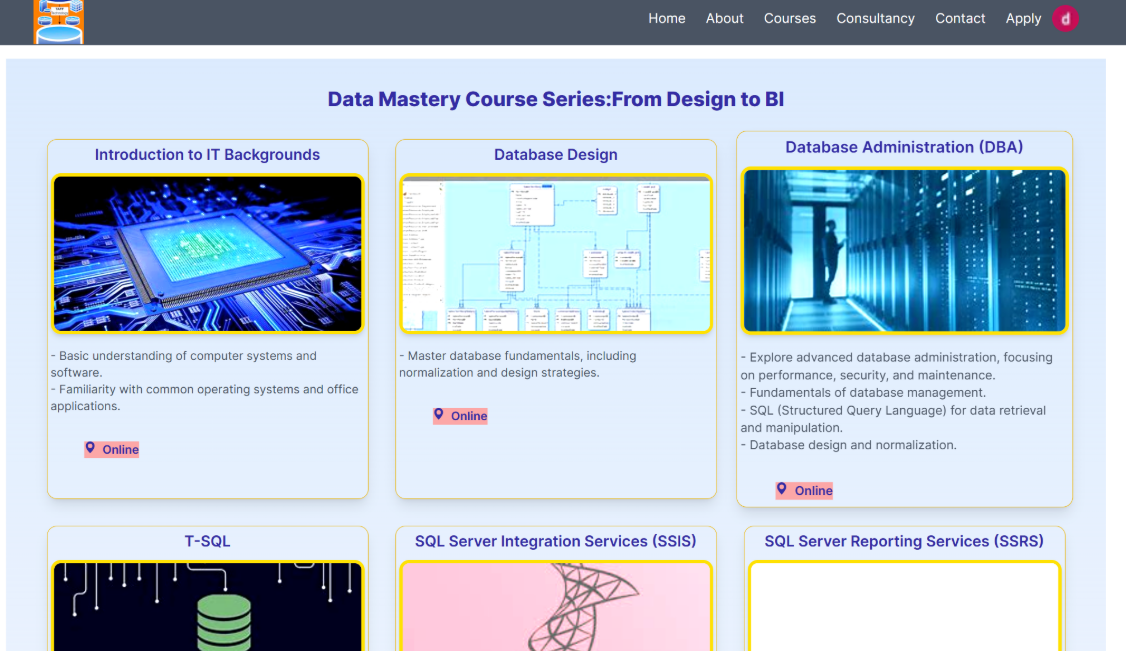 Home About Courses Consultancy Contact Apply d
Data Mastery Course Series:From Design to BI
Introduction to IT Backgrounds
- Basic understanding of computer systems and
software.
- Familiarity with common operating systems and office
applications.
Online
Database Design
- Master database fundamentals, including
normalization and design strategies.
Online
Database Administration (DBA)
- Explore advanced database administration, focusing
on performance, security, and maintenance.
- Fundamentals of database management.
- SQL (Structured Query Language) for data retrieval
and manipulation.
- Database design and normalization.
Online
T-SQL
SQL Server Integration Services (SSIS)
SQL Server Reporting Services (SSRS)